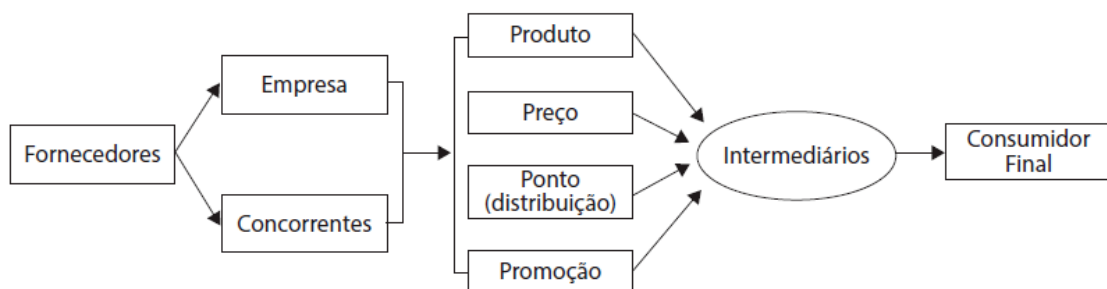 Fornecedores
Empresa
Concorrentes
Produto
Preço
Ponto
(distribuição)
Promoção
Intermediários
Consumidor
Final